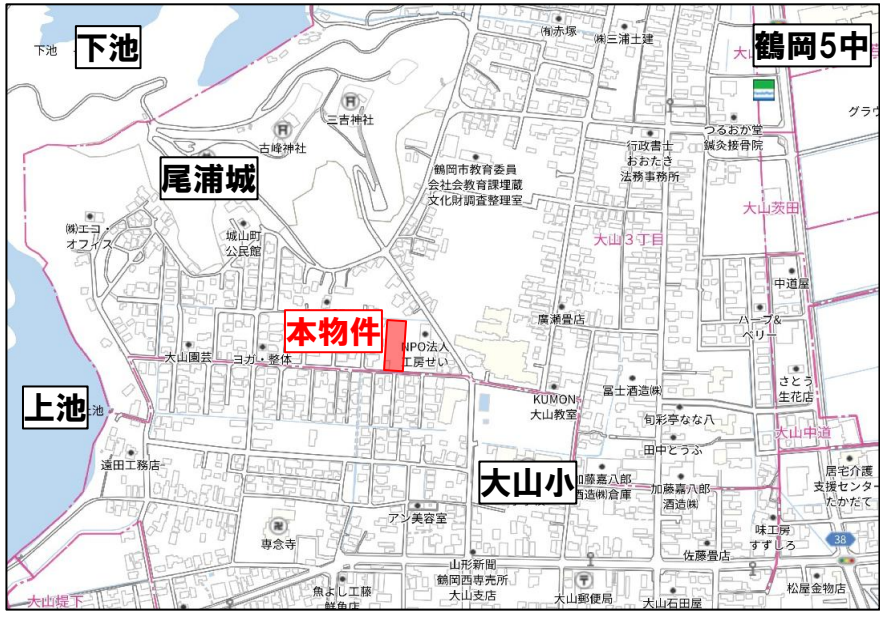 下池
下池
鶴岡5中
㈲赤塚
㈱三浦土建
三吉神社
古峰神社
尾浦城
グラウ
つるおか堂
鍼灸接骨院
行政書士
おおたき
法務事務所
鶴岡市教育委員
会社会教育課埋蔵
文化財調査整理室
大山茨田
大山3丁目
㈱エコ・
オフィス
城山町
公民館
中道屋
本物件
廣瀬畳店
ハーブ&
ベリー
NPO法人
工房せい
大山園芸
ヨガ・整体
さとう
生花店
冨士酒造㈱
KUMON
大山教室
上池
旬彩亭なな八
大山中道
田中とうふ
遠田工務店
大山小
加藤嘉八郎
酒造㈱倉庫
加藤嘉八郎
酒造㈱
居宅介護
支援センター
たかだて
アン美容室
専念寺
味工房
すずしろ
38
佐藤畳店
山形新聞
鶴岡西専売所
大山支店
魚よし工藤
鮮魚店
大山郵便局
大山石田屋
松屋金物店
大山堤下